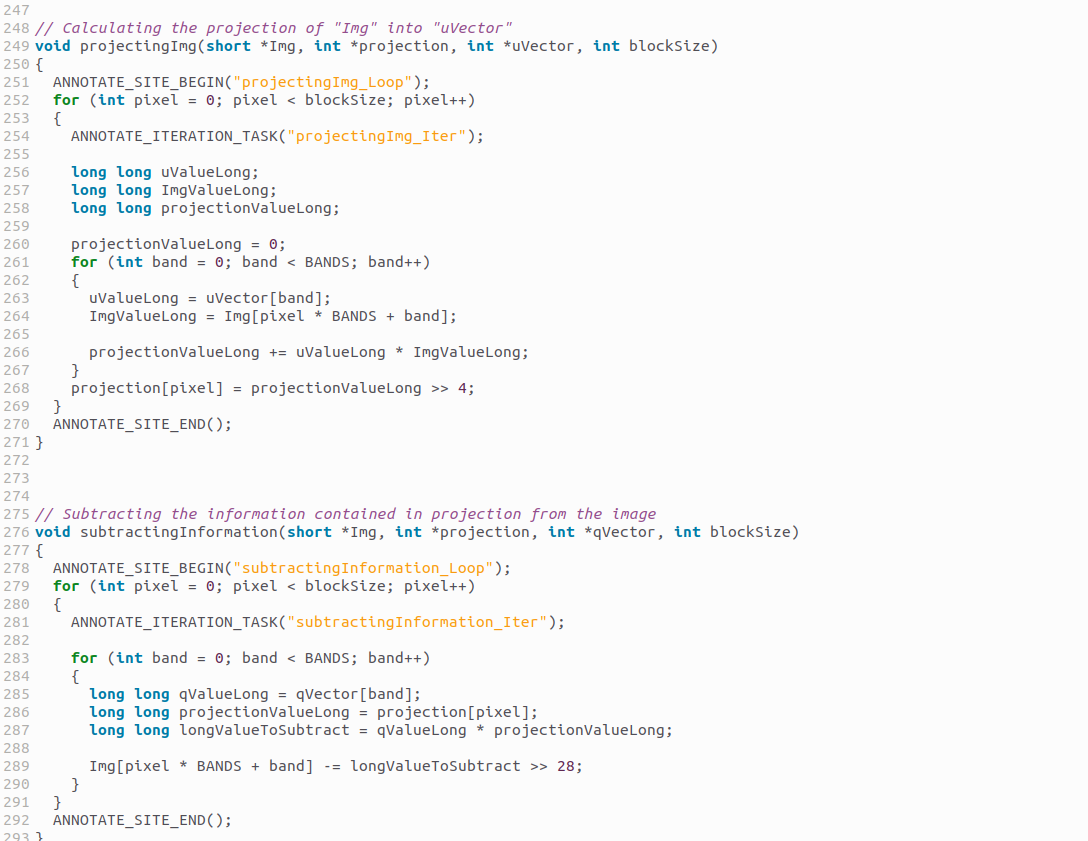 247
248 // Calculating the projection of "Img" into "uVector"
249 void projectingImg(short *Img, int *projection, int *uVector, int blockSize)
250 {
251   ANNOTATE_SITE_BEGIN("projectingImg_Loop");
252   for (int pixel = 0; pixel < blockSize; pixel++)
253   {
254     ANNOTATE_ITERATION_TASK("projectingImg_Iter");
255
256     long long uValueLong;
257     long long ImgValueLong;
258     long long projectionValueLong;
259
260     projectionValueLong = 0;
261     for (int band = 0; band < BANDS; band++)
262     {
263       uValueLong = uVector[band];
264       ImgValueLong = Img[pixel * BANDS + band];
265
266       projectionValueLong += uValueLong * ImgValueLong;
267     }
268     projection[pixel] = projectionValueLong >> 4;
269   }
270   ANNOTATE_SITE_END();
271 }
272
273
274
275 // Subtracting the information contained in projection from the image
276 void subtractingInformation(short *Img, int *projection, int *qVector, int blockSize)
277 {
278   ANNOTATE_SITE_BEGIN("subtractingInformation_Loop");
279   for (int pixel = 0; pixel < blockSize; pixel++)
280   {
281     ANNOTATE_ITERATION_TASK("subtractingInformation_Iter");
282
283     for (int band = 0; band < BANDS; band++)
284     {
285       long long qValueLong = qVector[band];
286       long long projectionValueLong = projection[pixel];
287       long long longValueToSubtract = qValueLong * projectionValueLong;
288
289       Img[pixel * BANDS + band] -= longValueToSubtract >> 28;
290     }
291   }
292   ANNOTATE_SITE_END();
293 }